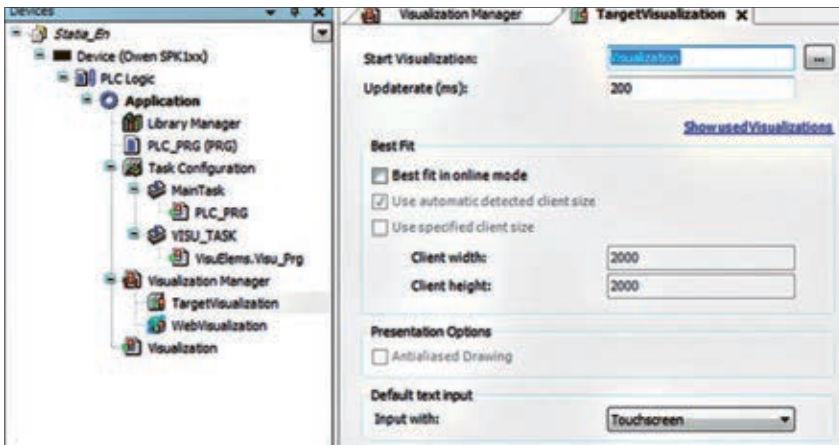 Devices
Statia_En
Device (Owen SPK1xx)
PLC Logic
Application
Library Manager
PLC_PRG (PRG)
Task Configuration
MainTask
PLC_PRG
VISU_TASK
VisuElems.Visu_Prg
Visualization Manager
TargetVisualization
WebVisualization
Visualization
Visualization Manager
TargetVisualization
Start Visualization: Visualization ...
Updaterate (ms): 200
Show used Visualizations
Best Fit
Best fit in online mode
Use automatic detected client size
Use specified client size
Client width: 2000
Client height: 2000
Presentation Options
Antialiased Drawing
Default text input
Input with: Touchscreen